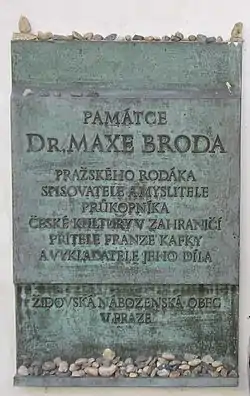 PAMÁTCE
DR. MAXE BRODA
PRAŽSKÉHO RODÁKA
SPISOVATELE A MYSLITELE
PRŮKOPNÍKA
ČESKÉ KULTURY V ZAHRANIČÍ
PŘÍTELE FRANZE KAFKY
A VYKLADATELE JEHO DÍLA
ŽIDOVSKÁ NÁBOŽENSKÁ OBEC
V PRAZE